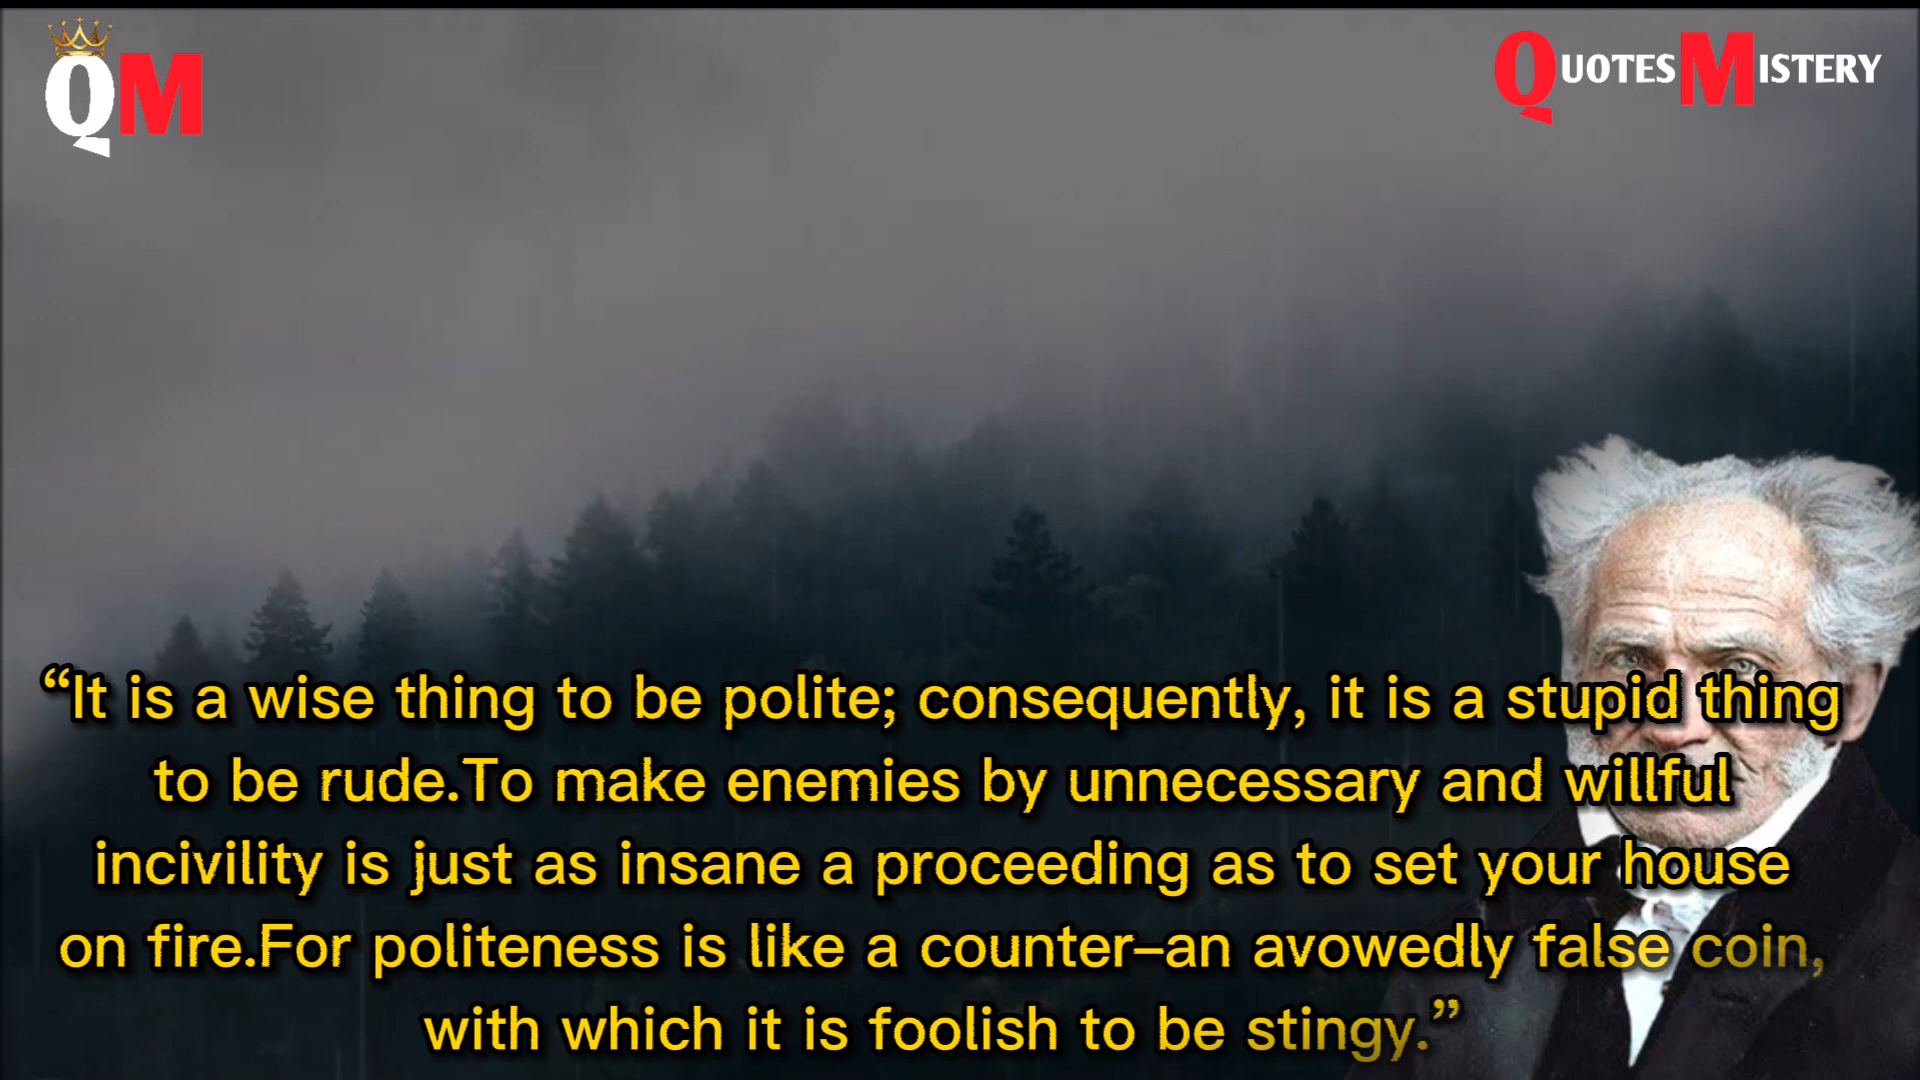 QM
QUOTESMISTERY
“It is a wise thing to be polite; consequently, it is a stupid thing
to be rude.To make enemies by unnecessary and willful
incivility is just as insane a proceeding as to set your house
on fire.For politeness is like a counter–an avowedly false coin,
with which it is foolish to be stingy.”